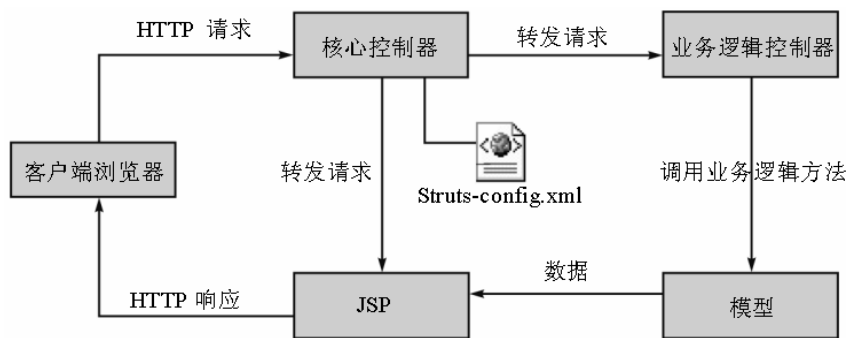 HTTP 请求
核心控制器
转发请求
业务逻辑控制器
客户端浏览器
转发请求
Struts-config.xml
调用业务逻辑方法
HTTP 响应
JSP
数据
模型